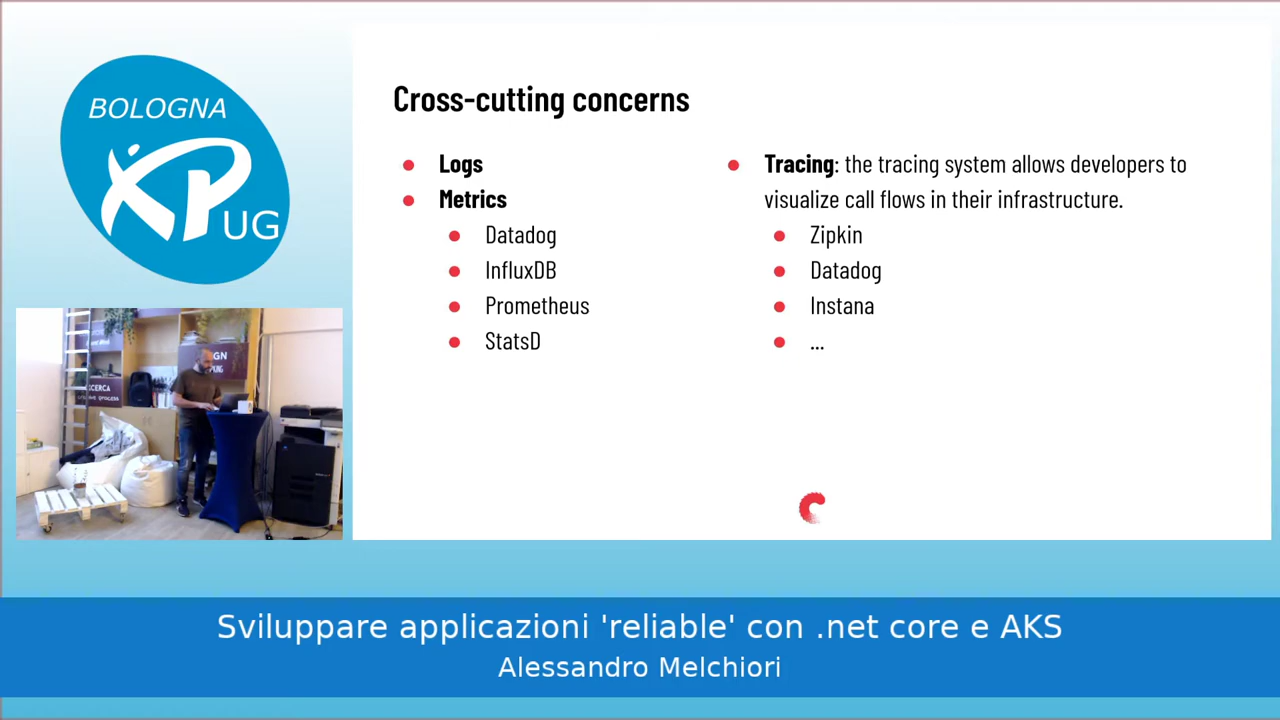 BOLOGNA
XP
UG
Cross-cutting concerns
Logs
Metrics
Datadog
InfluxDB
Prometheus
StatsD
Tracing: the tracing system allows developers to
visualize call flows in their infrastructure.
Zipkin
Datadog
Instana
...
Sviluppare applicazioni 'reliable' con .net core e AKS
Alessandro Melchiori